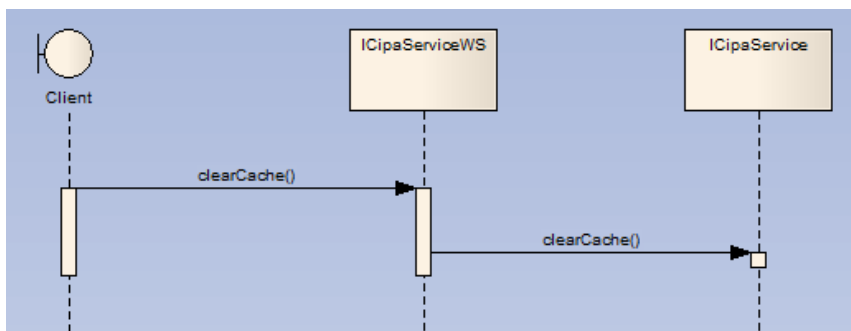 ICipaServiceWS
ICipaService
Client
clearCache()
clearCache()